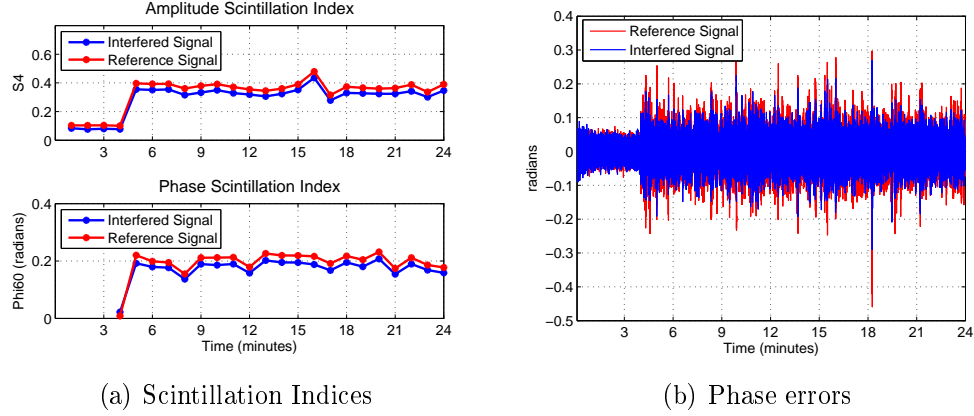 Amplitude Scintillation Index
0.6
0.4
0.2
0
S4
Interfered Signal
Reference Signal
3 6 9 12 15 18 21 24
Phase Scintillation Index
0.4
0.2
0
Phi60 (radians)
Interfered Signal
Reference Signal
3 6 9 12 15 18 21 24
Time (minutes)
(a) Scintillation Indices
0.4
0.3
0.2
0.1
0
−0.1
−0.2
−0.3
−0.4
−0.5
radians
Reference Signal
Interfered Signal
3 6 9 12 15 18 21 24
Time (minutes)
(b) Phase errors